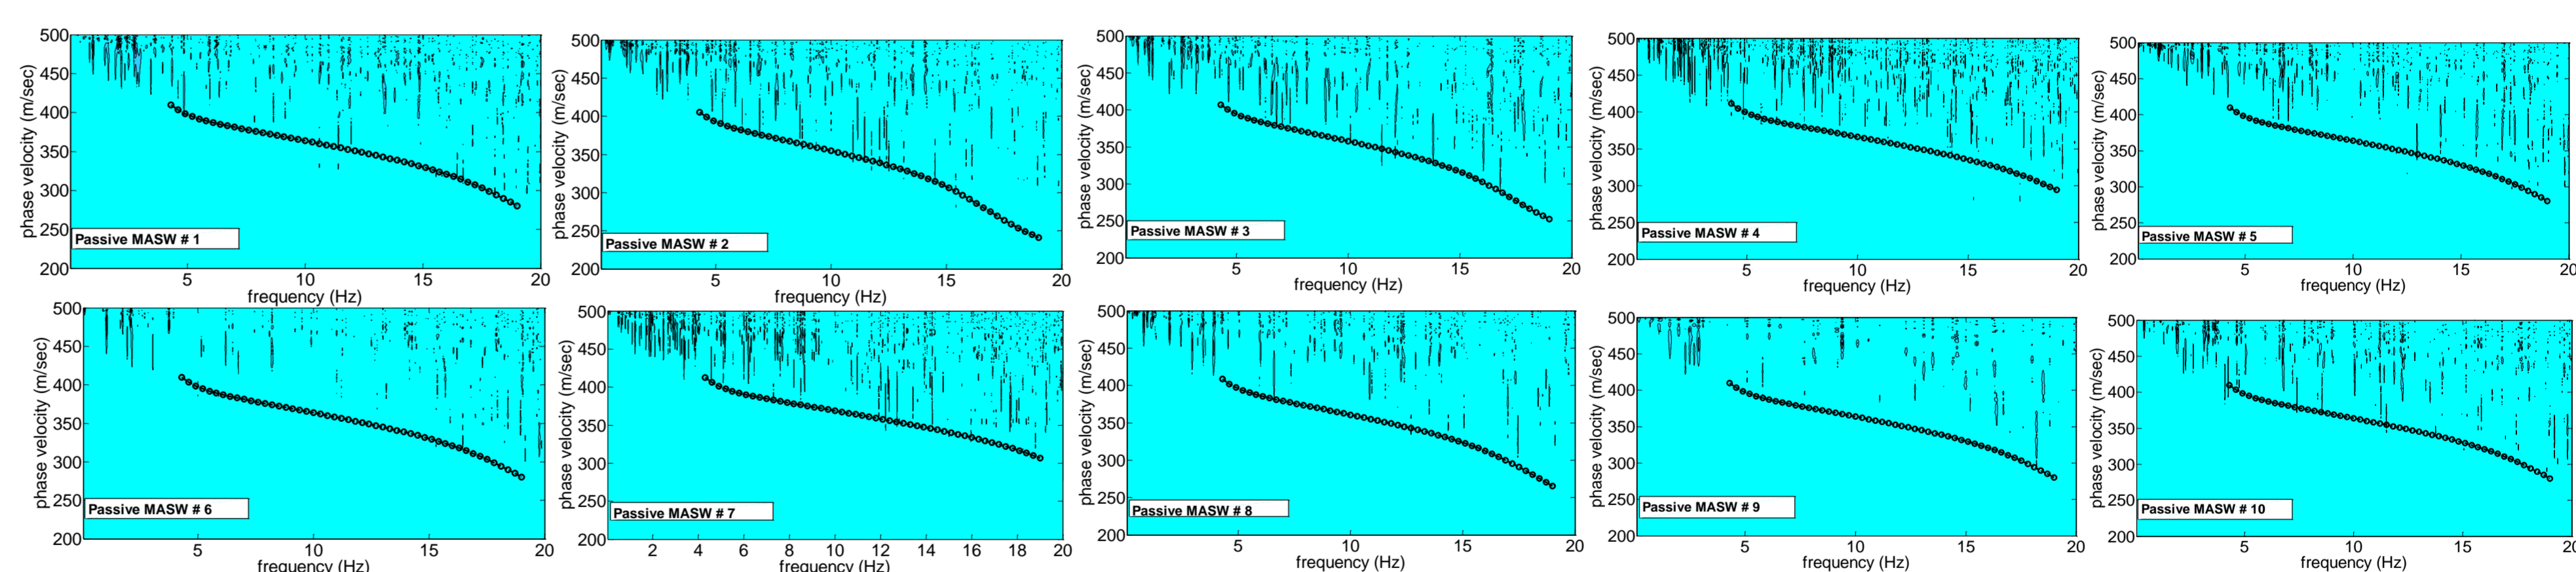 500
450
400
350
300
250
200
phase velocity (m/sec)
Passive MASW # 1
5 10 15 20
frequency (Hz)
500
450
400
350
300
250
200
phase velocity (m/sec)
Passive MASW # 2
5 10 15 20
frequency (Hz)
500
450
400
350
300
250
200
phase velocity (m/sec)
Passive MASW # 3
5 10 15 20
frequency (Hz)
500
450
400
350
300
250
200
phase velocity (m/sec)
Passive MASW # 4
5 10 15 20
frequency (Hz)
500
450
400
350
300
250
200
phase velocity (m/sec)
Passive MASW # 5
5 10 15 20
frequency (Hz)
500
450
400
350
300
250
200
phase velocity (m/sec)
Passive MASW # 6
5 10 15 20
frequency (Hz)
500
450
400
350
300
250
200
phase velocity (m/sec)
Passive MASW # 7
2 4 6 8 10 12 14 16 18 20
frequency (Hz)
500
450
400
350
300
250
200
phase velocity (m/sec)
Passive MASW # 8
5 10 15 20
frequency (Hz)
500
450
400
350
300
250
200
phase velocity (m/sec)
Passive MASW # 9
5 10 15 20
frequency (Hz)
500
450
400
350
300
250
200
phase velocity (m/sec)
Passive MASW # 10
5 10 15 20
frequency (Hz)